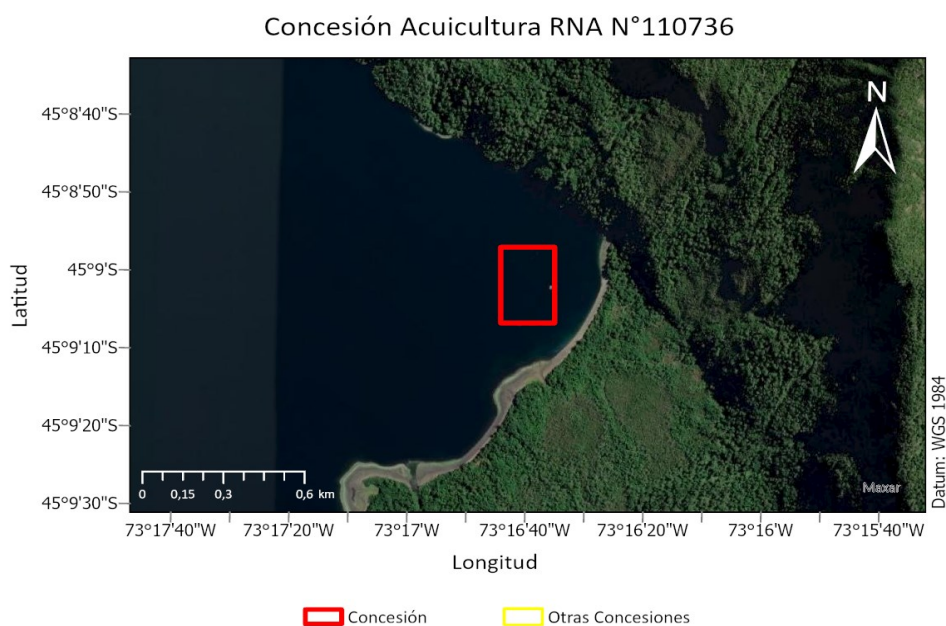 Concesión Acuicultura RNA N°110736
N
45°8'40"S
45°8'50"S
45°9'S
45°9'10"S
45°9'20"S
45°9'30"S
Latitud
0 0,15 0,3 0,6 km
Maxar
Datum: WGS 1984
73°17'40"W 73°17'20"W 73°17'W 73°16'40"W 73°16'20"W 73°16'W 73°15'40"W
Longitud
Concesión Otras Concesiones